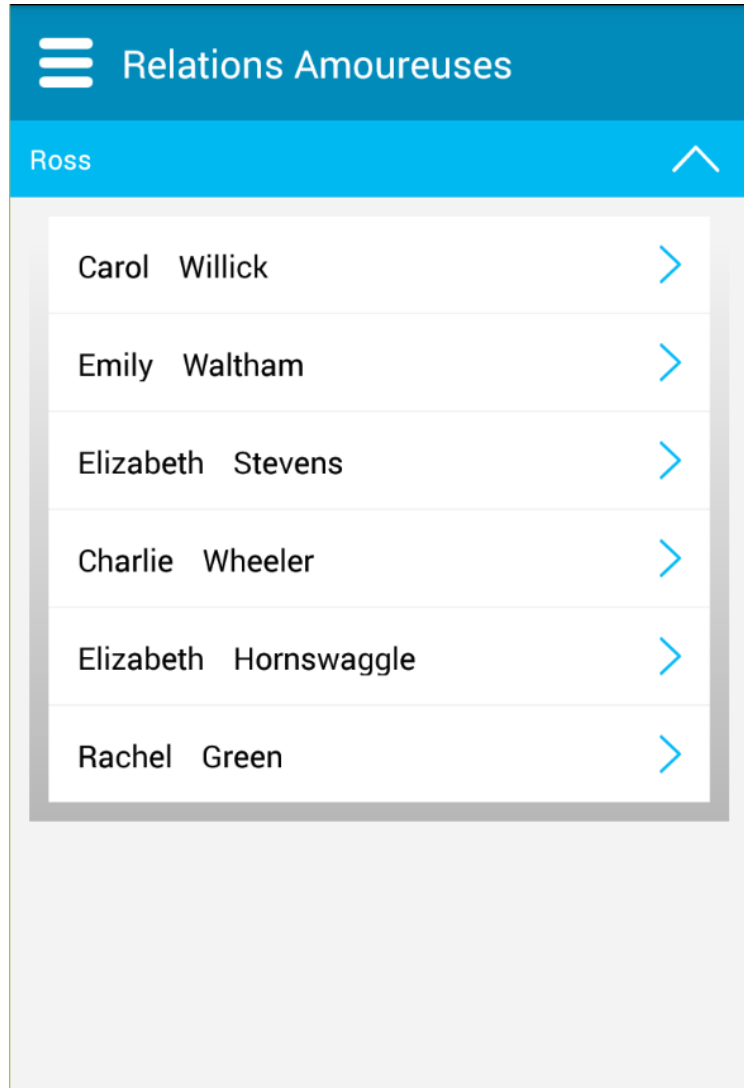 Relations Amoureuses
Ross
Carol Willick
Emily Waltham
Elizabeth Stevens
Charlie Wheeler
Elizabeth Hornswaggle
Rachel Green